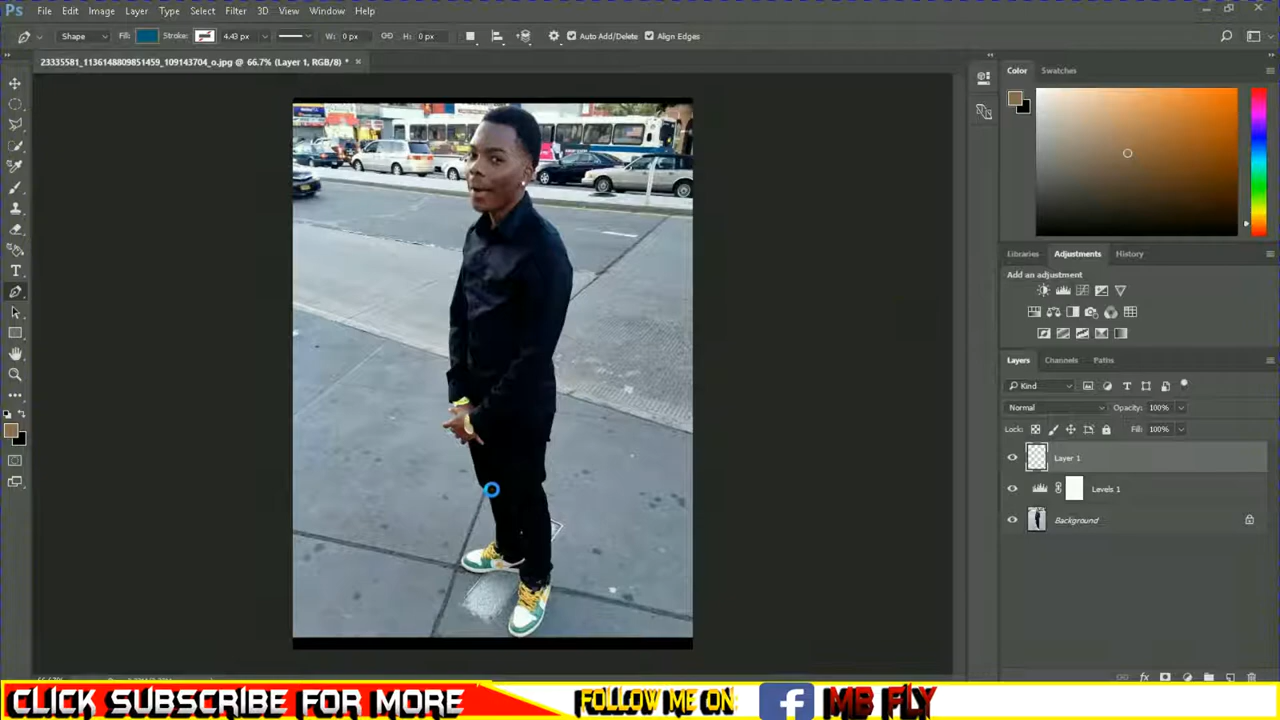 Ps File Edit Image Layer Type Select Filter 3D View Window Help
Shape Fill: Stroke: 4.43 px W: 0 px H: 0 px Auto Add/Delete Align Edges
23335581_1136148809851459_109143704_o.jpg @ 66.7% (Layer 1, RGB/8) * ×
Color Swatches
Libraries Adjustments History
Add an adjustment
Layers Channels Paths
Kind
Normal Opacity: 100%
Lock: Fill: 100%
Layer 1
Levels 1
Background
fx
CLICK SUBSCRIBE FOR MORE FOLLOW ME ON f MB FLY